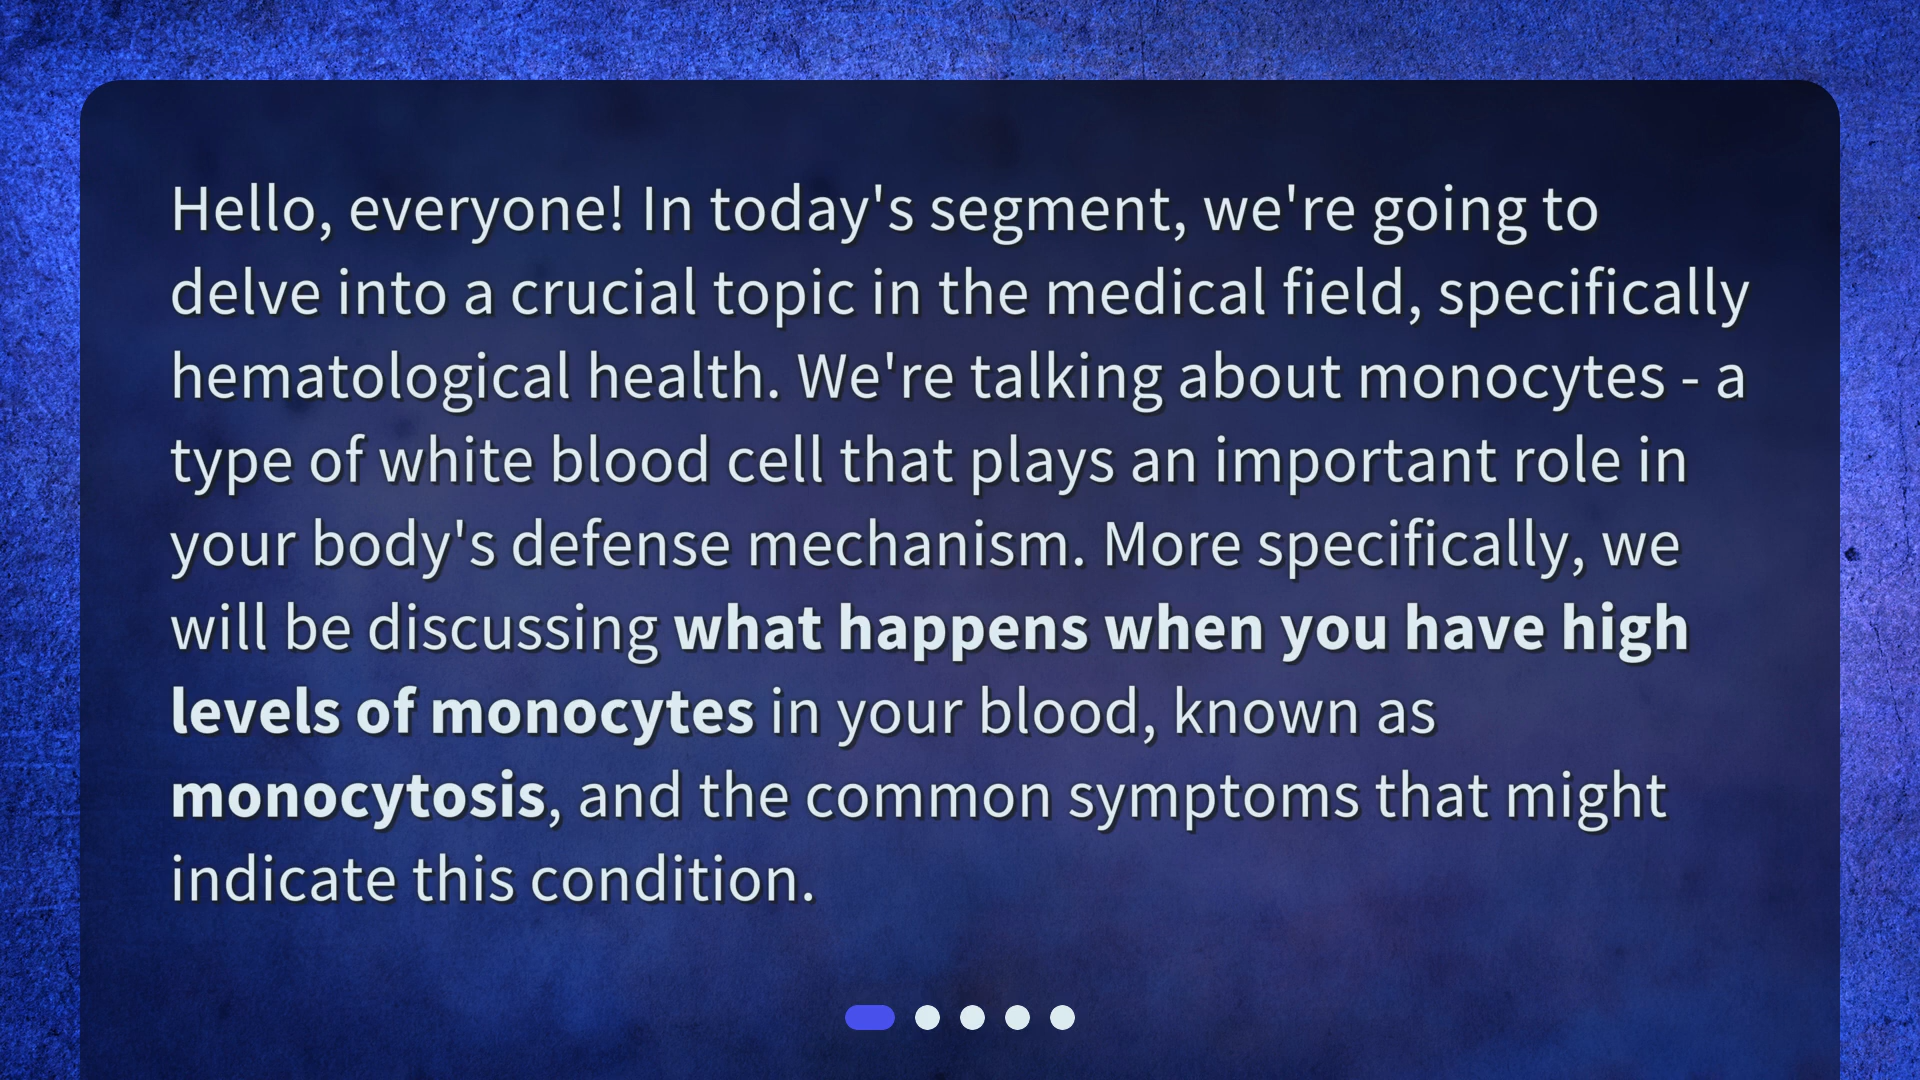 Hello, everyone! In today's segment, we're going to
delve into a crucial topic in the medical field, specifically
hematological health. We're talking about monocytes - a
type of white blood cell that plays an important role in
your body's defense mechanism. More specifically, we
will be discussing what happens when you have high
levels of monocytes in your blood, known as
monocytosis, and the common symptoms that might
indicate this condition.